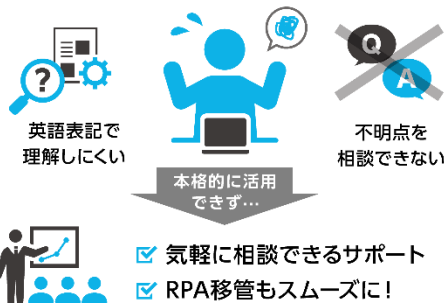 ?
Q
A
英語表記で
理解しにくい
不明点を
相談できない
本格的に活用
できず…
気軽に相談できるサポート
RPA移管もスムーズに！